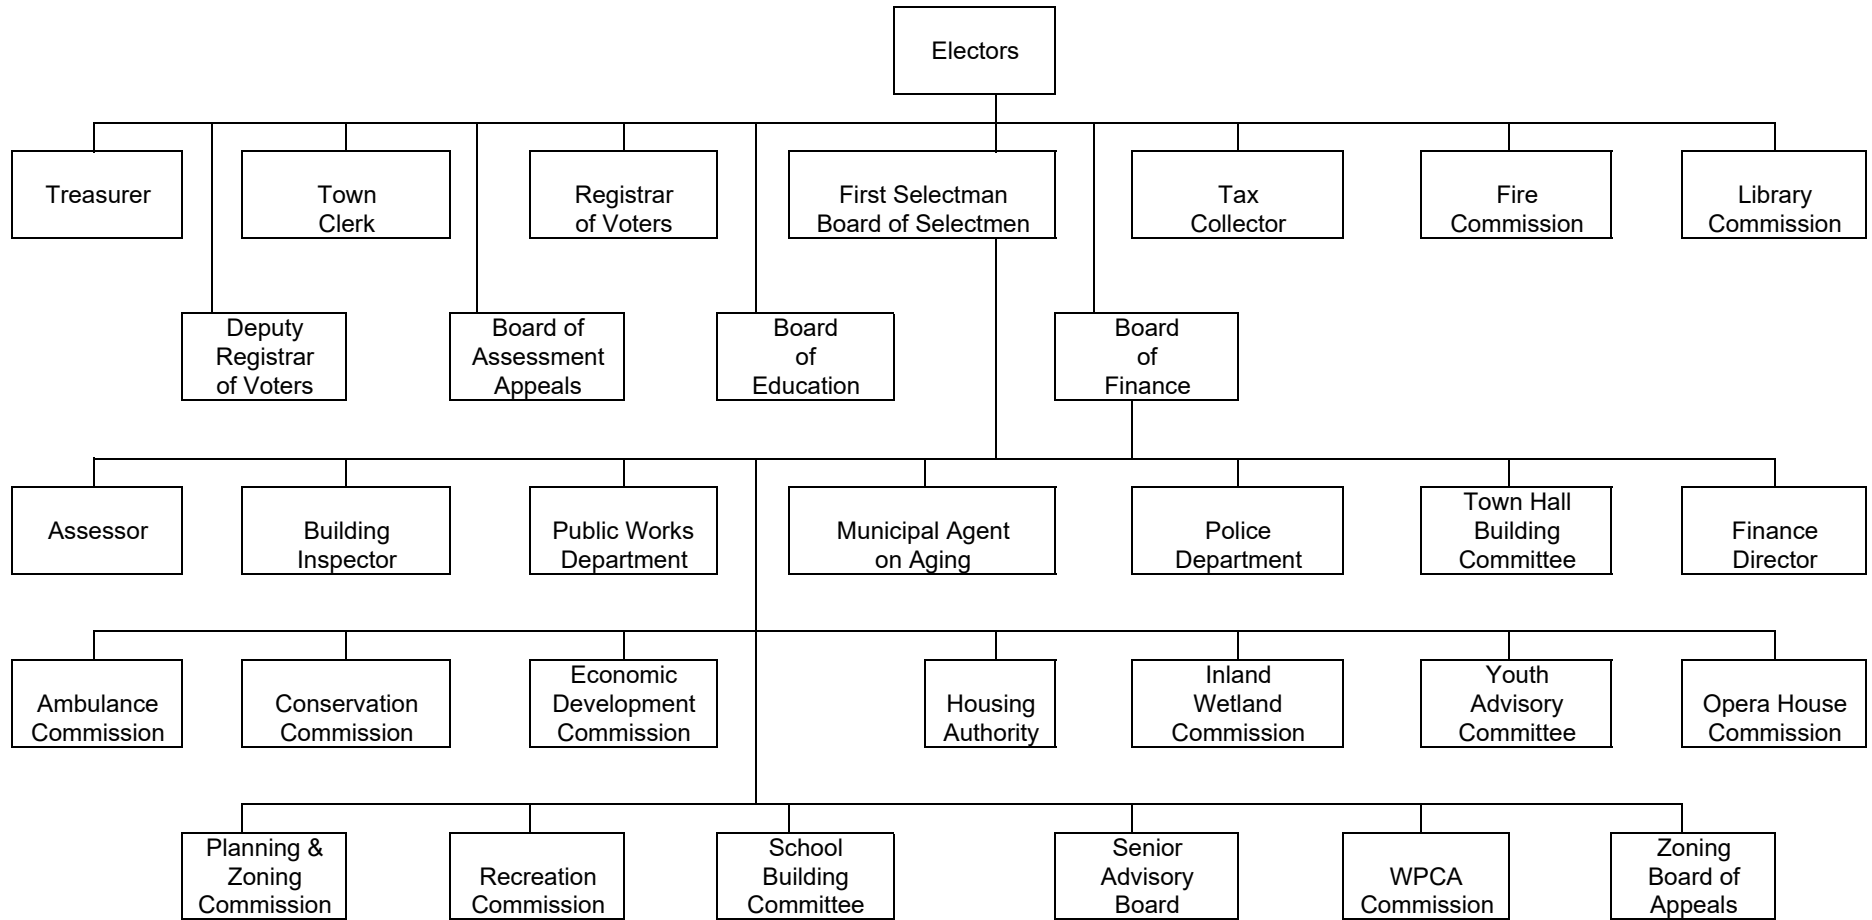 Electors
Treasurer
Town
Clerk
Registrar
of Voters
First Selectman
Board of Selectmen
Tax
Collector
Fire
Commission
Library
Commission
Deputy
Registrar
of Voters
Board of
Assessment
Appeals
Board
of
Education
Board
of
Finance
Assessor
Building
Inspector
Public Works
Department
Municipal Agent
on Aging
Police
Department
Town Hall
Building
Committee
Finance
Director
Ambulance
Commission
Conservation
Commission
Economic
Development
Commission
Housing
Authority
Inland
Wetland
Commission
Youth
Advisory
Committee
Opera House
Commission
Planning &
Zoning
Commission
Recreation
Commission
School
Building
Committee
Senior
Advisory
Board
WPCA
Commission
Zoning
Board of
Appeals